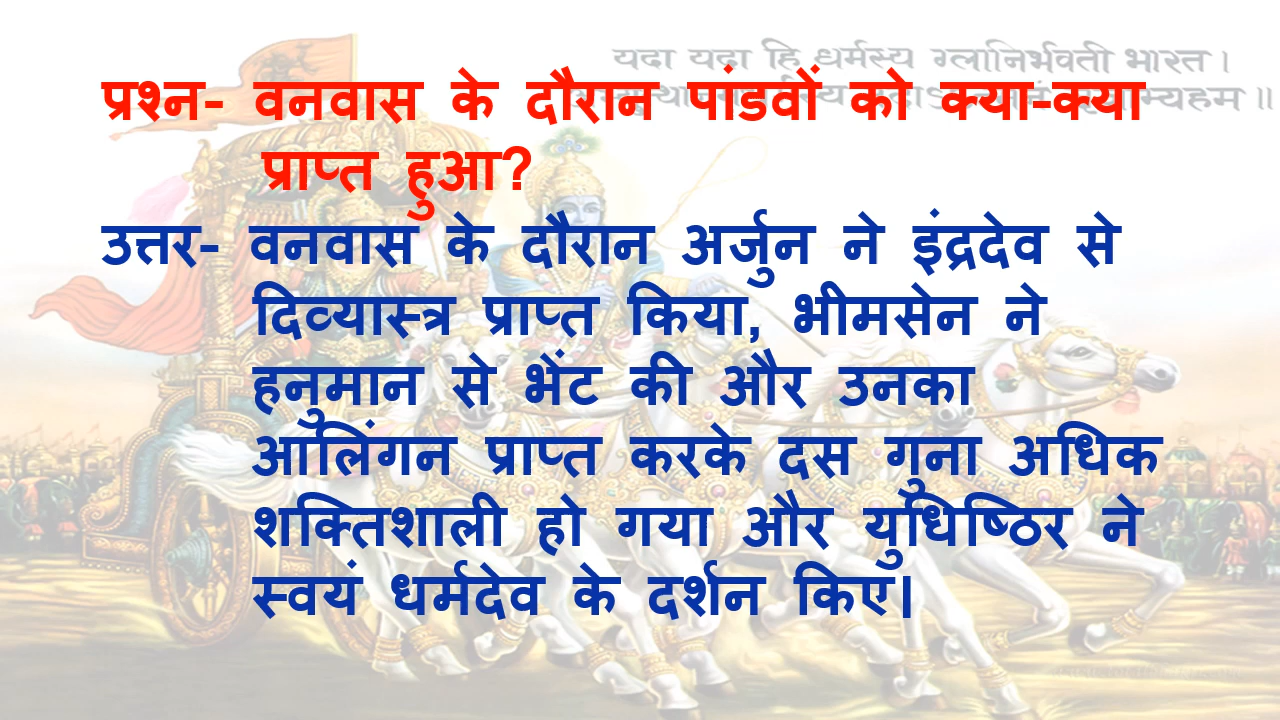 यदा यदा हि धर्मस्य ग्लानिर्भवती भारत।
प्रश्न- वनवास के दौरान पांडवों को क्या-क्या
प्राप्त हुआ?
उत्तर- वनवास के दौरान अर्जुन ने इंद्रदेव से
दिव्यास्त्र प्राप्त किया, भीमसेन ने
हनुमान से भेंट की और उनका
आलिंगन प्राप्त करके दस गुना अधिक
शक्तिशाली हो गया और युधिष्ठिर ने
स्वयं धर्मदेव के दर्शन किए।